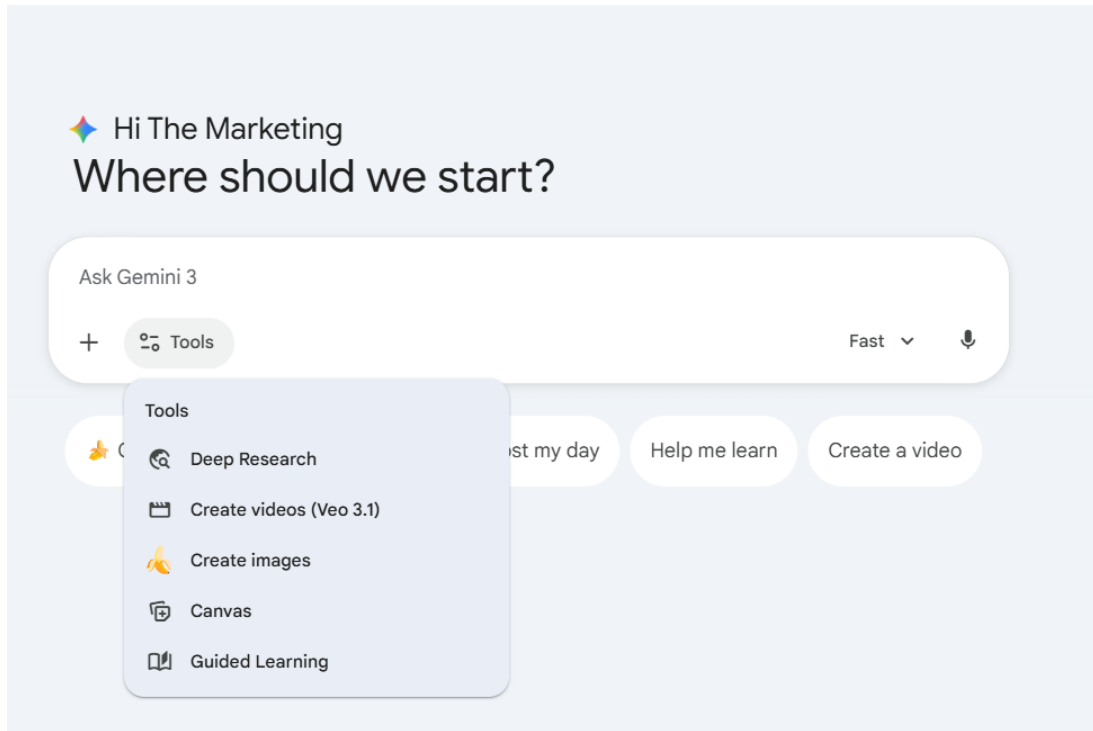 Hi The Marketing
Where should we start?
Ask Gemini 3
Tools
Fast
Tools
Deep Research
Create videos (Veo 3.1)
Create images
Canvas
Guided Learning
my day
Help me learn
Create a video